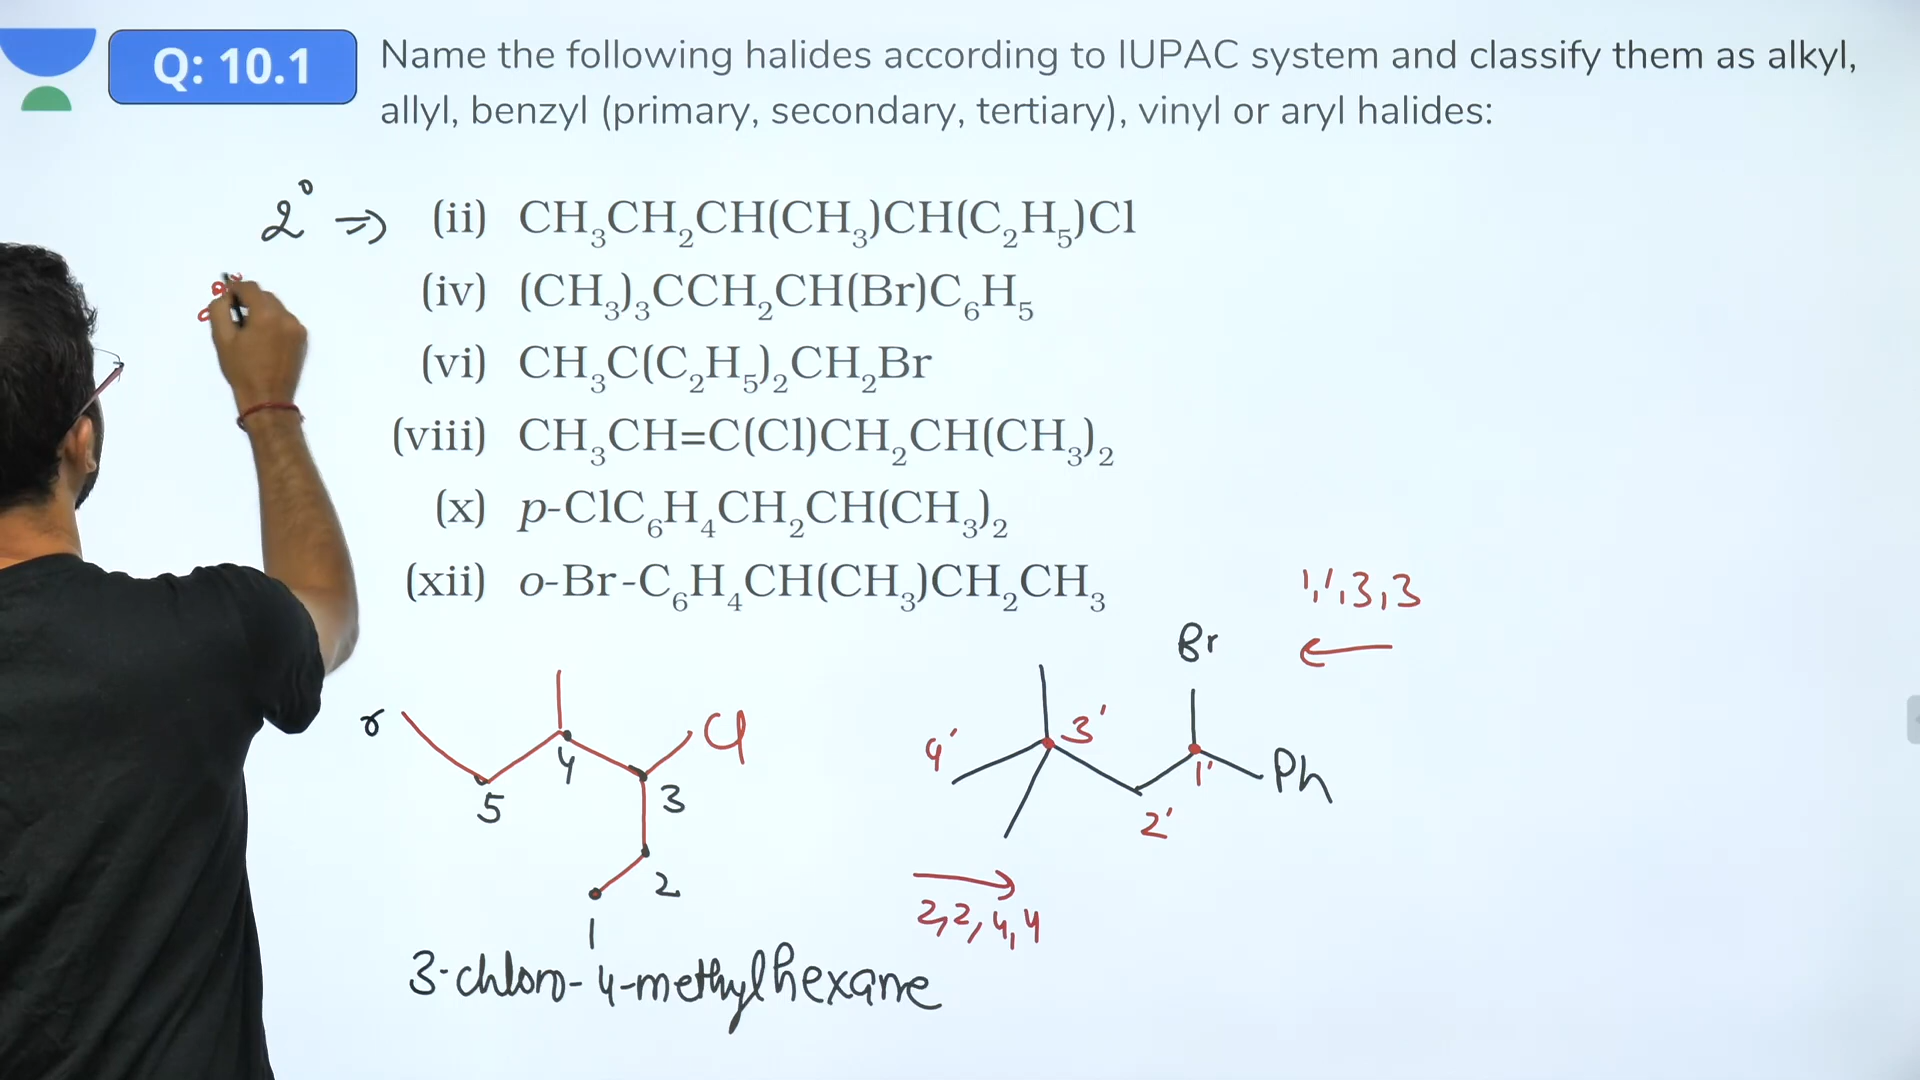 Q: 10.1
Name the following halides according to IUPAC system and classify them as alkyl,
allyl, benzyl (primary, secondary, tertiary), vinyl or aryl halides:
2° ⇒ (ii) CH₃CH₂CH(CH₃)CH(C₂H₅)Cl
(iv) (CH₃)₃CCH₂CH(Br)C₆H₅
(vi) CH₃C(C₂H₅)₂CH₂Br
(viii) CH₃CH=C(Cl)CH₂CH(CH₃)₂
(x) p-ClC₆H₄CH₂CH(CH₃)₂
(xii) o-Br-C₆H₄CH(CH₃)CH₂CH₃
1,1,3,3
Br
Cl
4
5
3
2
1
4'
3'
1'
2'
Ph
2,2,4,4
3-chloro-4-methylhexane